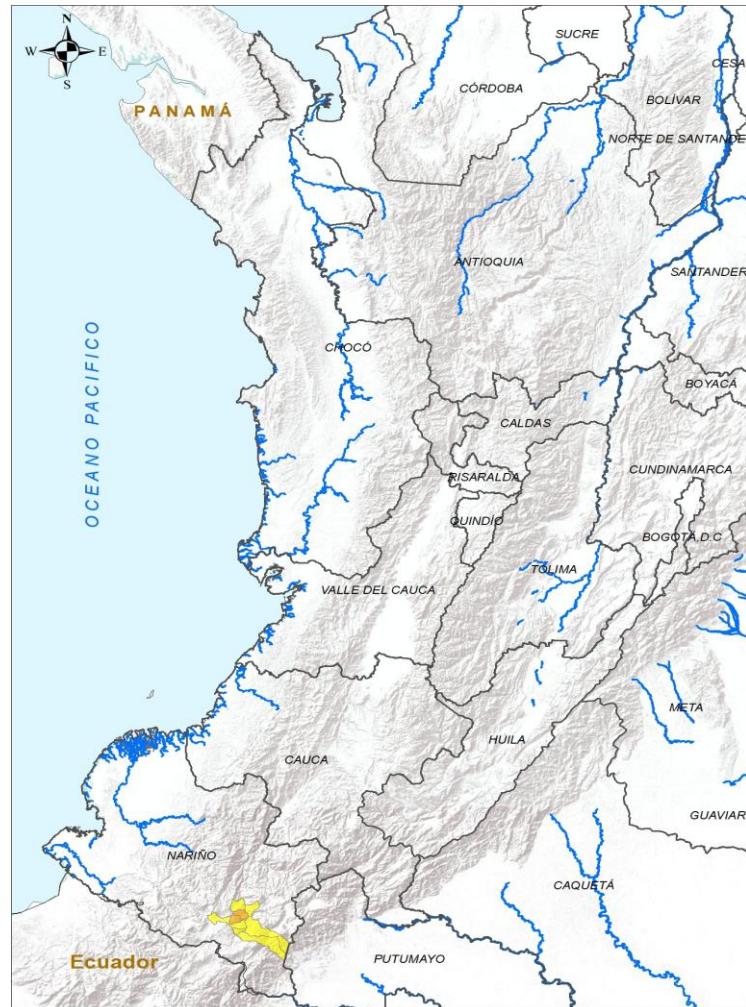 N
W E
S
SUCRE
CESA
CÓRDOBA
BOLÍVAR
PANAMÁ
NORTE DE SANTANDE
ANTIOQUIA
SANTANDER
CHOCÓ
BOYACÁ
CALDAS
CUNDINAMARCA
RISARALDA
QUINDÍO
BOGOTÁ, D.C
TOLIMA
OCEANO PACIFICO
VALLE DEL CAUCA
META
HUILA
CAUCA
GUAVIAR
NARIÑO
CAQUETÁ
Ecuador
PUTUMAYO